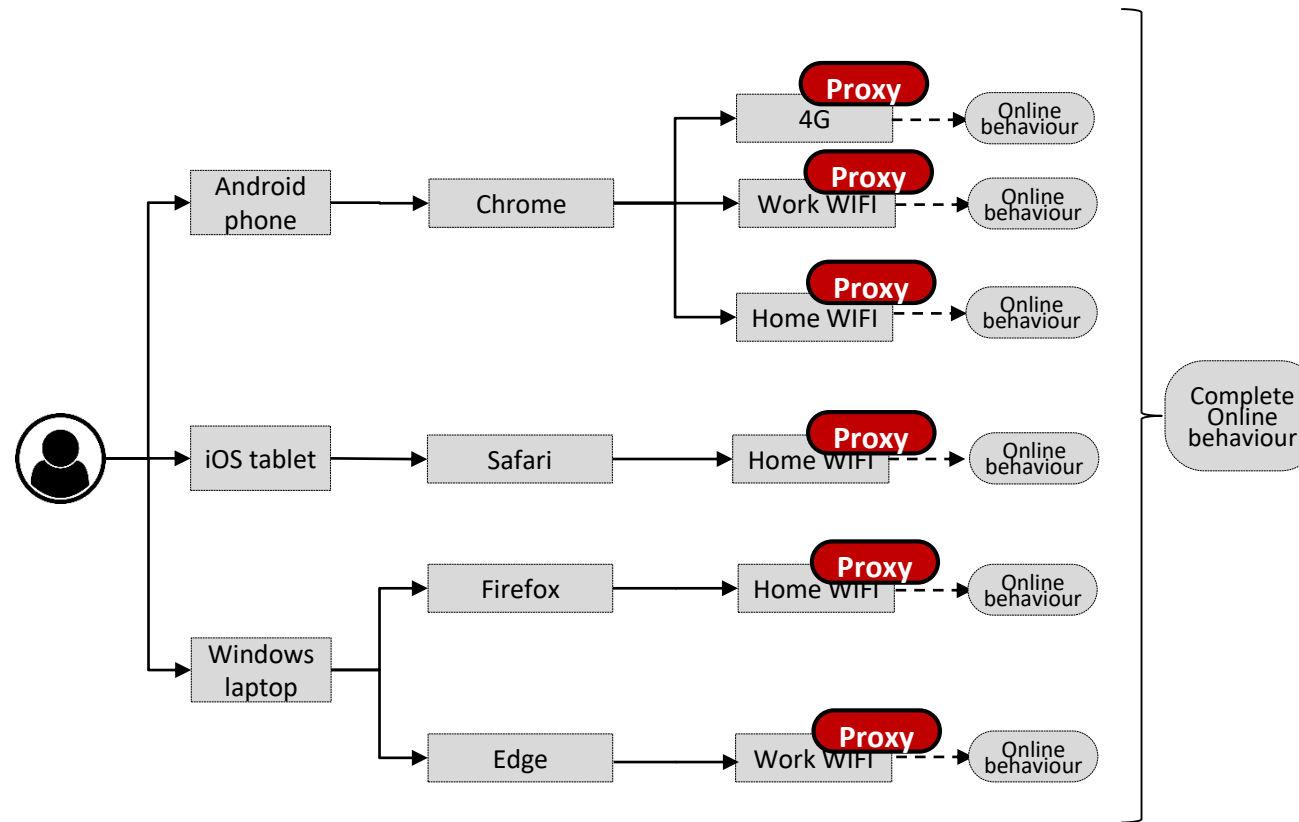 Proxy
4G
Online
behaviour
Android
phone
Chrome
Proxy
Work WIFI
Online
behaviour
Proxy
Home WIFI
Online
behaviour
Complete
Online
behaviour
iOS tablet
Safari
Proxy
Home WIFI
Online
behaviour
Firefox
Proxy
Home WIFI
Online
behaviour
Windows
laptop
Edge
Proxy
Work WIFI
Online
behaviour